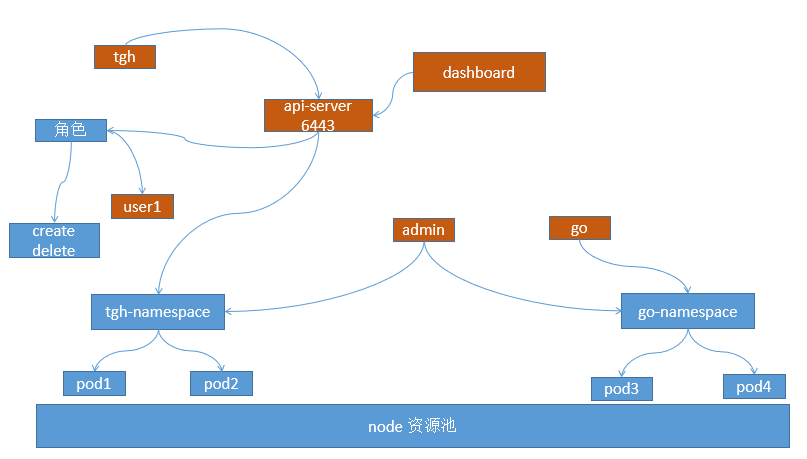 tgh
dashboard
api-server
6443
角色
user1
create
delete
admin
go
tgh-namespace
go-namespace
pod1
pod2
pod3
pod4
node 资源池